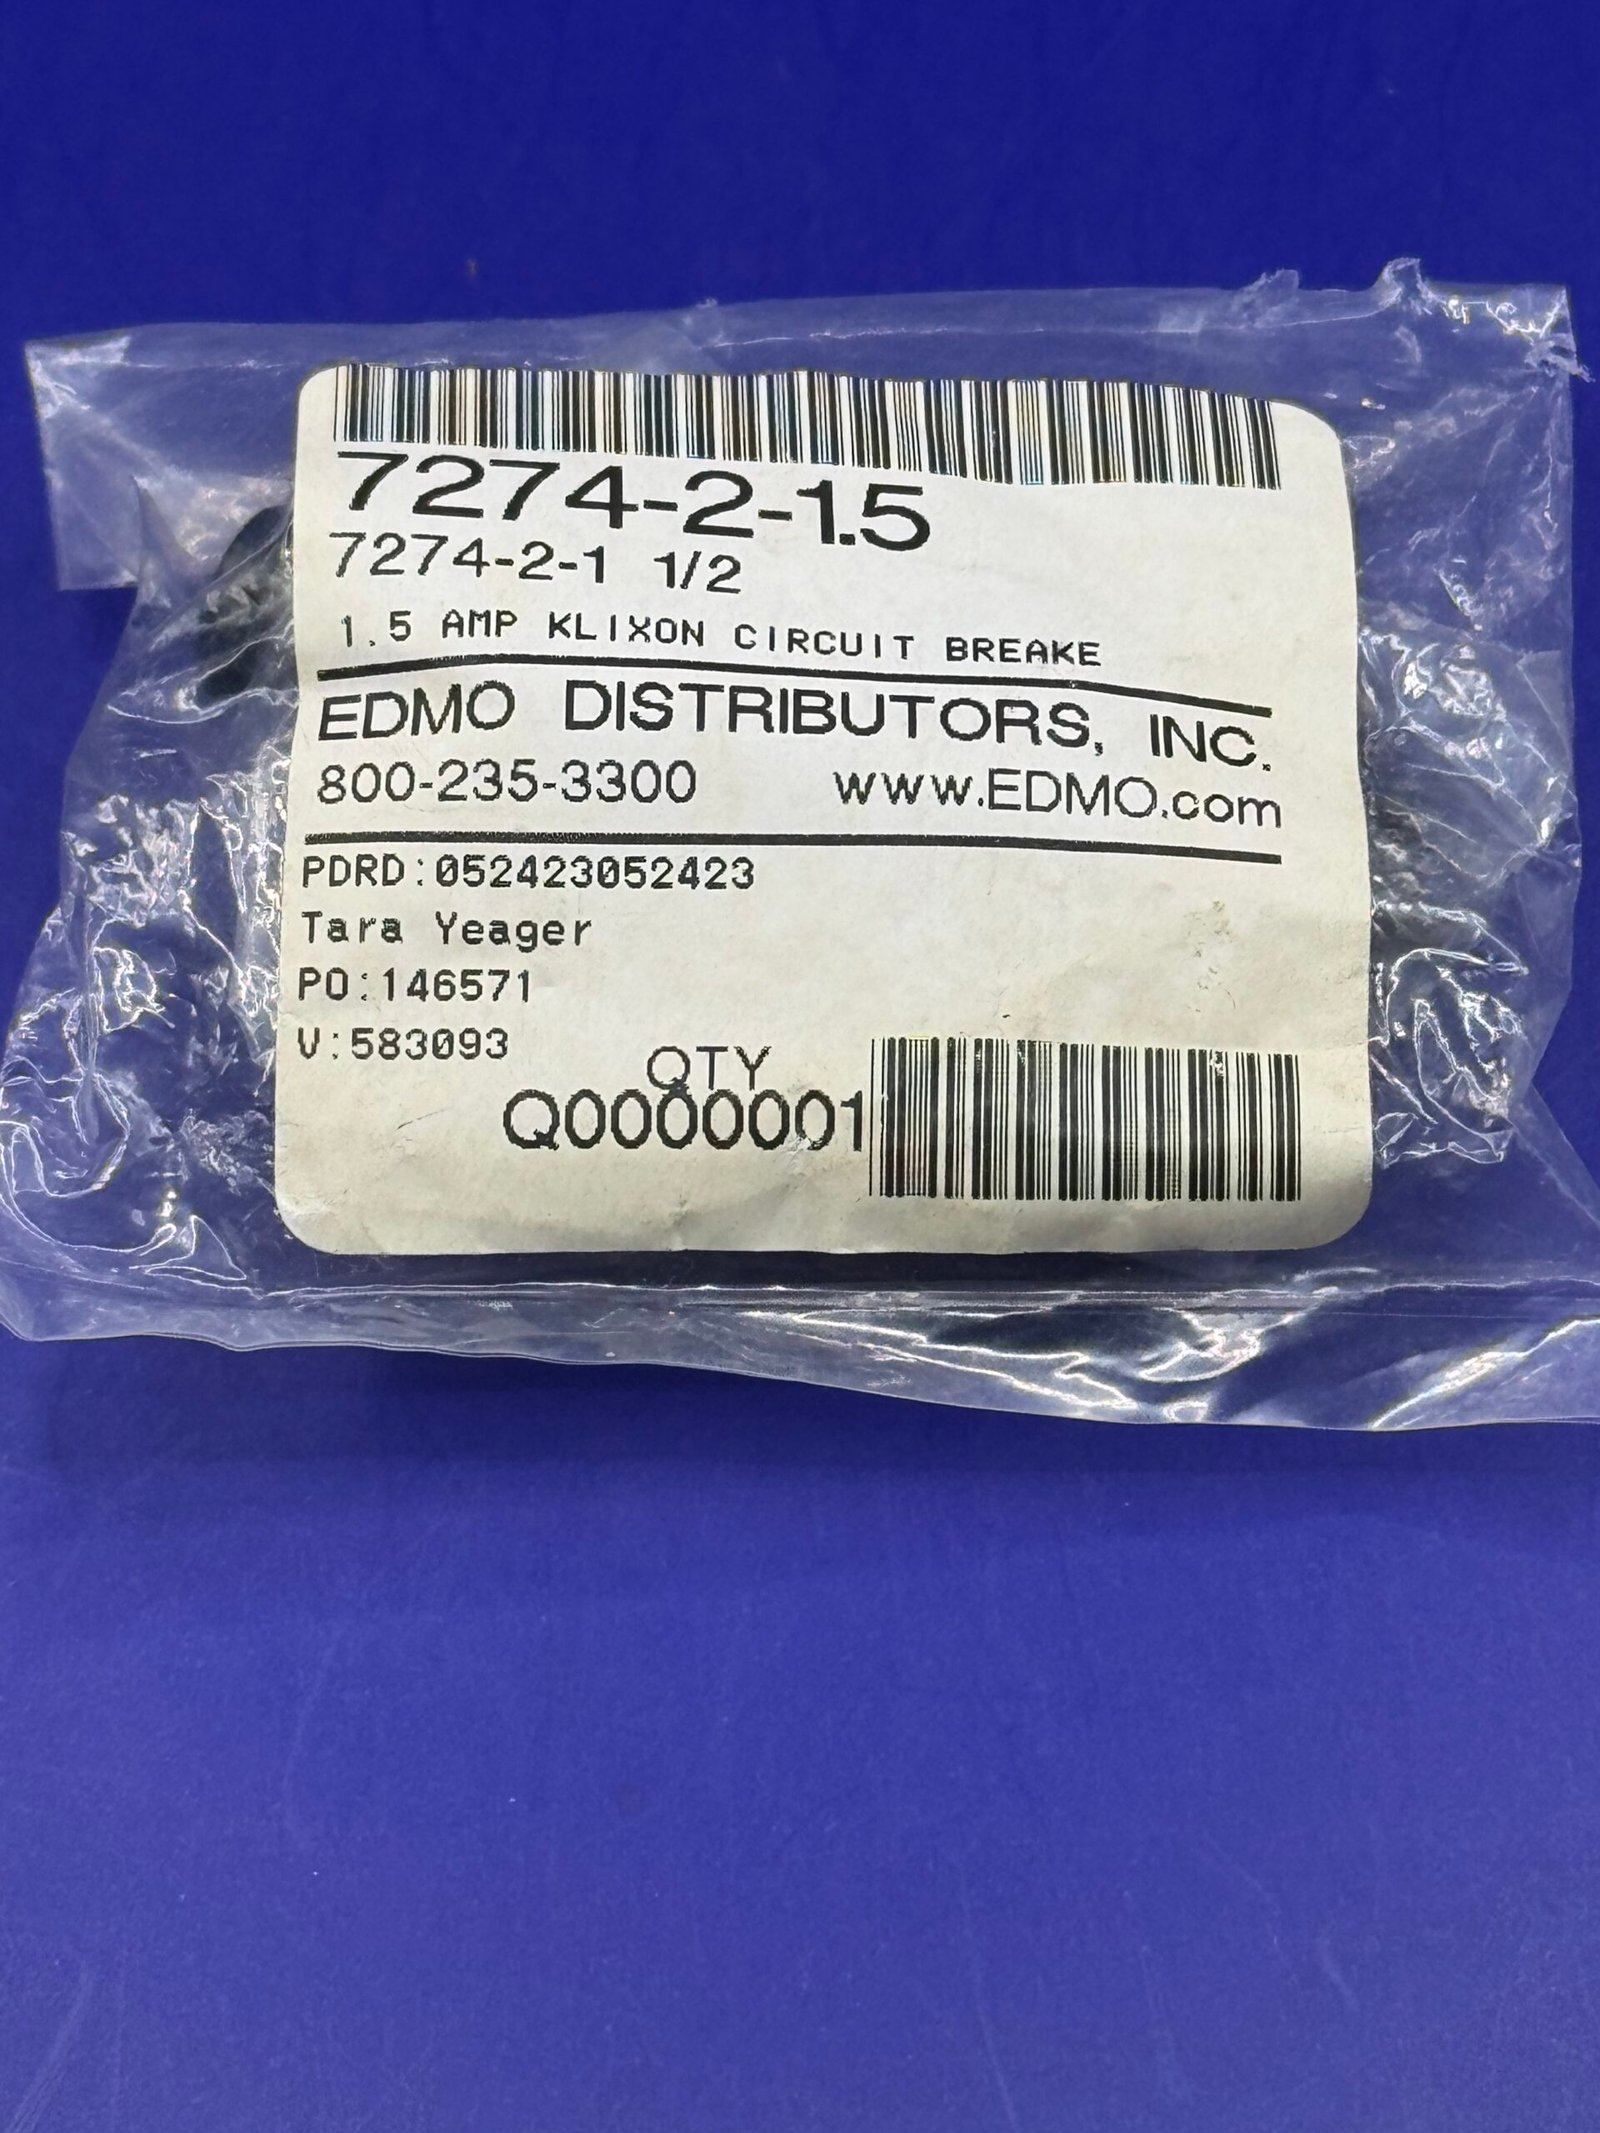 7274-2-1.5
7274-2-1 1/2
1.5 AMP KLIXON CIRCUIT BREAKE
EDMO DISTRIBUTORS, INC.
800-235-3300 www.EDMO.com
PDRD:052423052423
Tara Yeager
PO:146571
V:583093
QTY
Q0000001